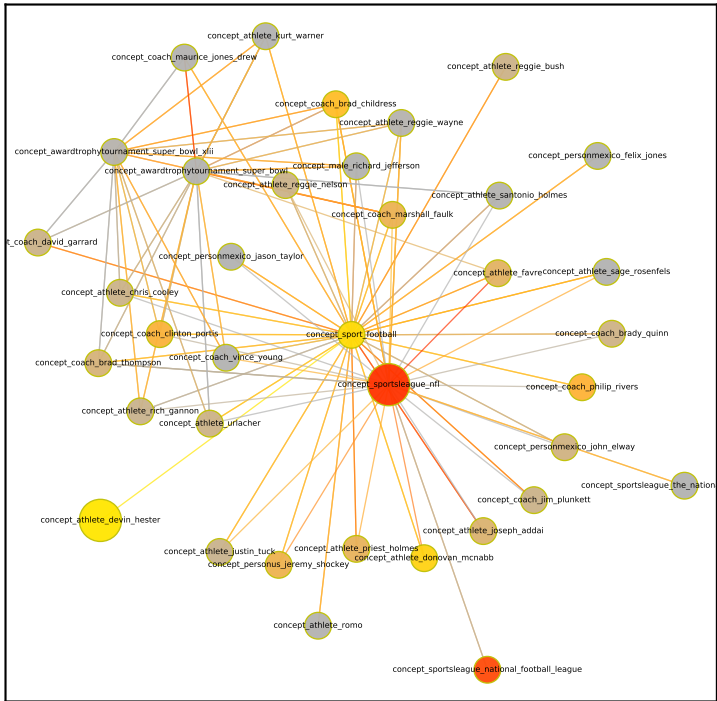 concept_athlete_kurt_warner
concept_coach_maurice_jones_drew
concept_athlete_reggie_bush
concept_coach_brad_childress
concept_athlete_reggie_wayne
concept_awardtrophytournament_super_bowl_xlii
concept_personmexico_felix_jones
concept_male_richard_jefferson
concept_awardtrophytournament_super_bowl
concept_athlete_reggie_nelson
concept_athlete_santonio_holmes
concept_coach_marshall_faulk
t_coach_david_garrard
concept_personmexico_jason_taylor
concept_athlete_sage_rosenfels
concept_athlete_favre
concept_athlete_chris_cooley
concept_coach_clinton_portis
concept_sport_football
concept_coach_brady_quinn
concept_coach_vince_young
concept_coach_brad_thompson
concept_sportsleague_nfl
concept_coach_philip_rivers
concept_athlete_rich_gannon
concept_athlete_urlacher
concept_personmexico_john_elway
concept_sportsleague_the_nation
concept_coach_jim_plunkett
concept_athlete_devin_hester
concept_athlete_joseph_addai
concept_athlete_priest_holmes
concept_athlete_justin_tuck
concept_athlete_donovan_mcnabb
concept_personus_jeremy_shockey
concept_athlete_romo
concept_sportsleague_national_football_league